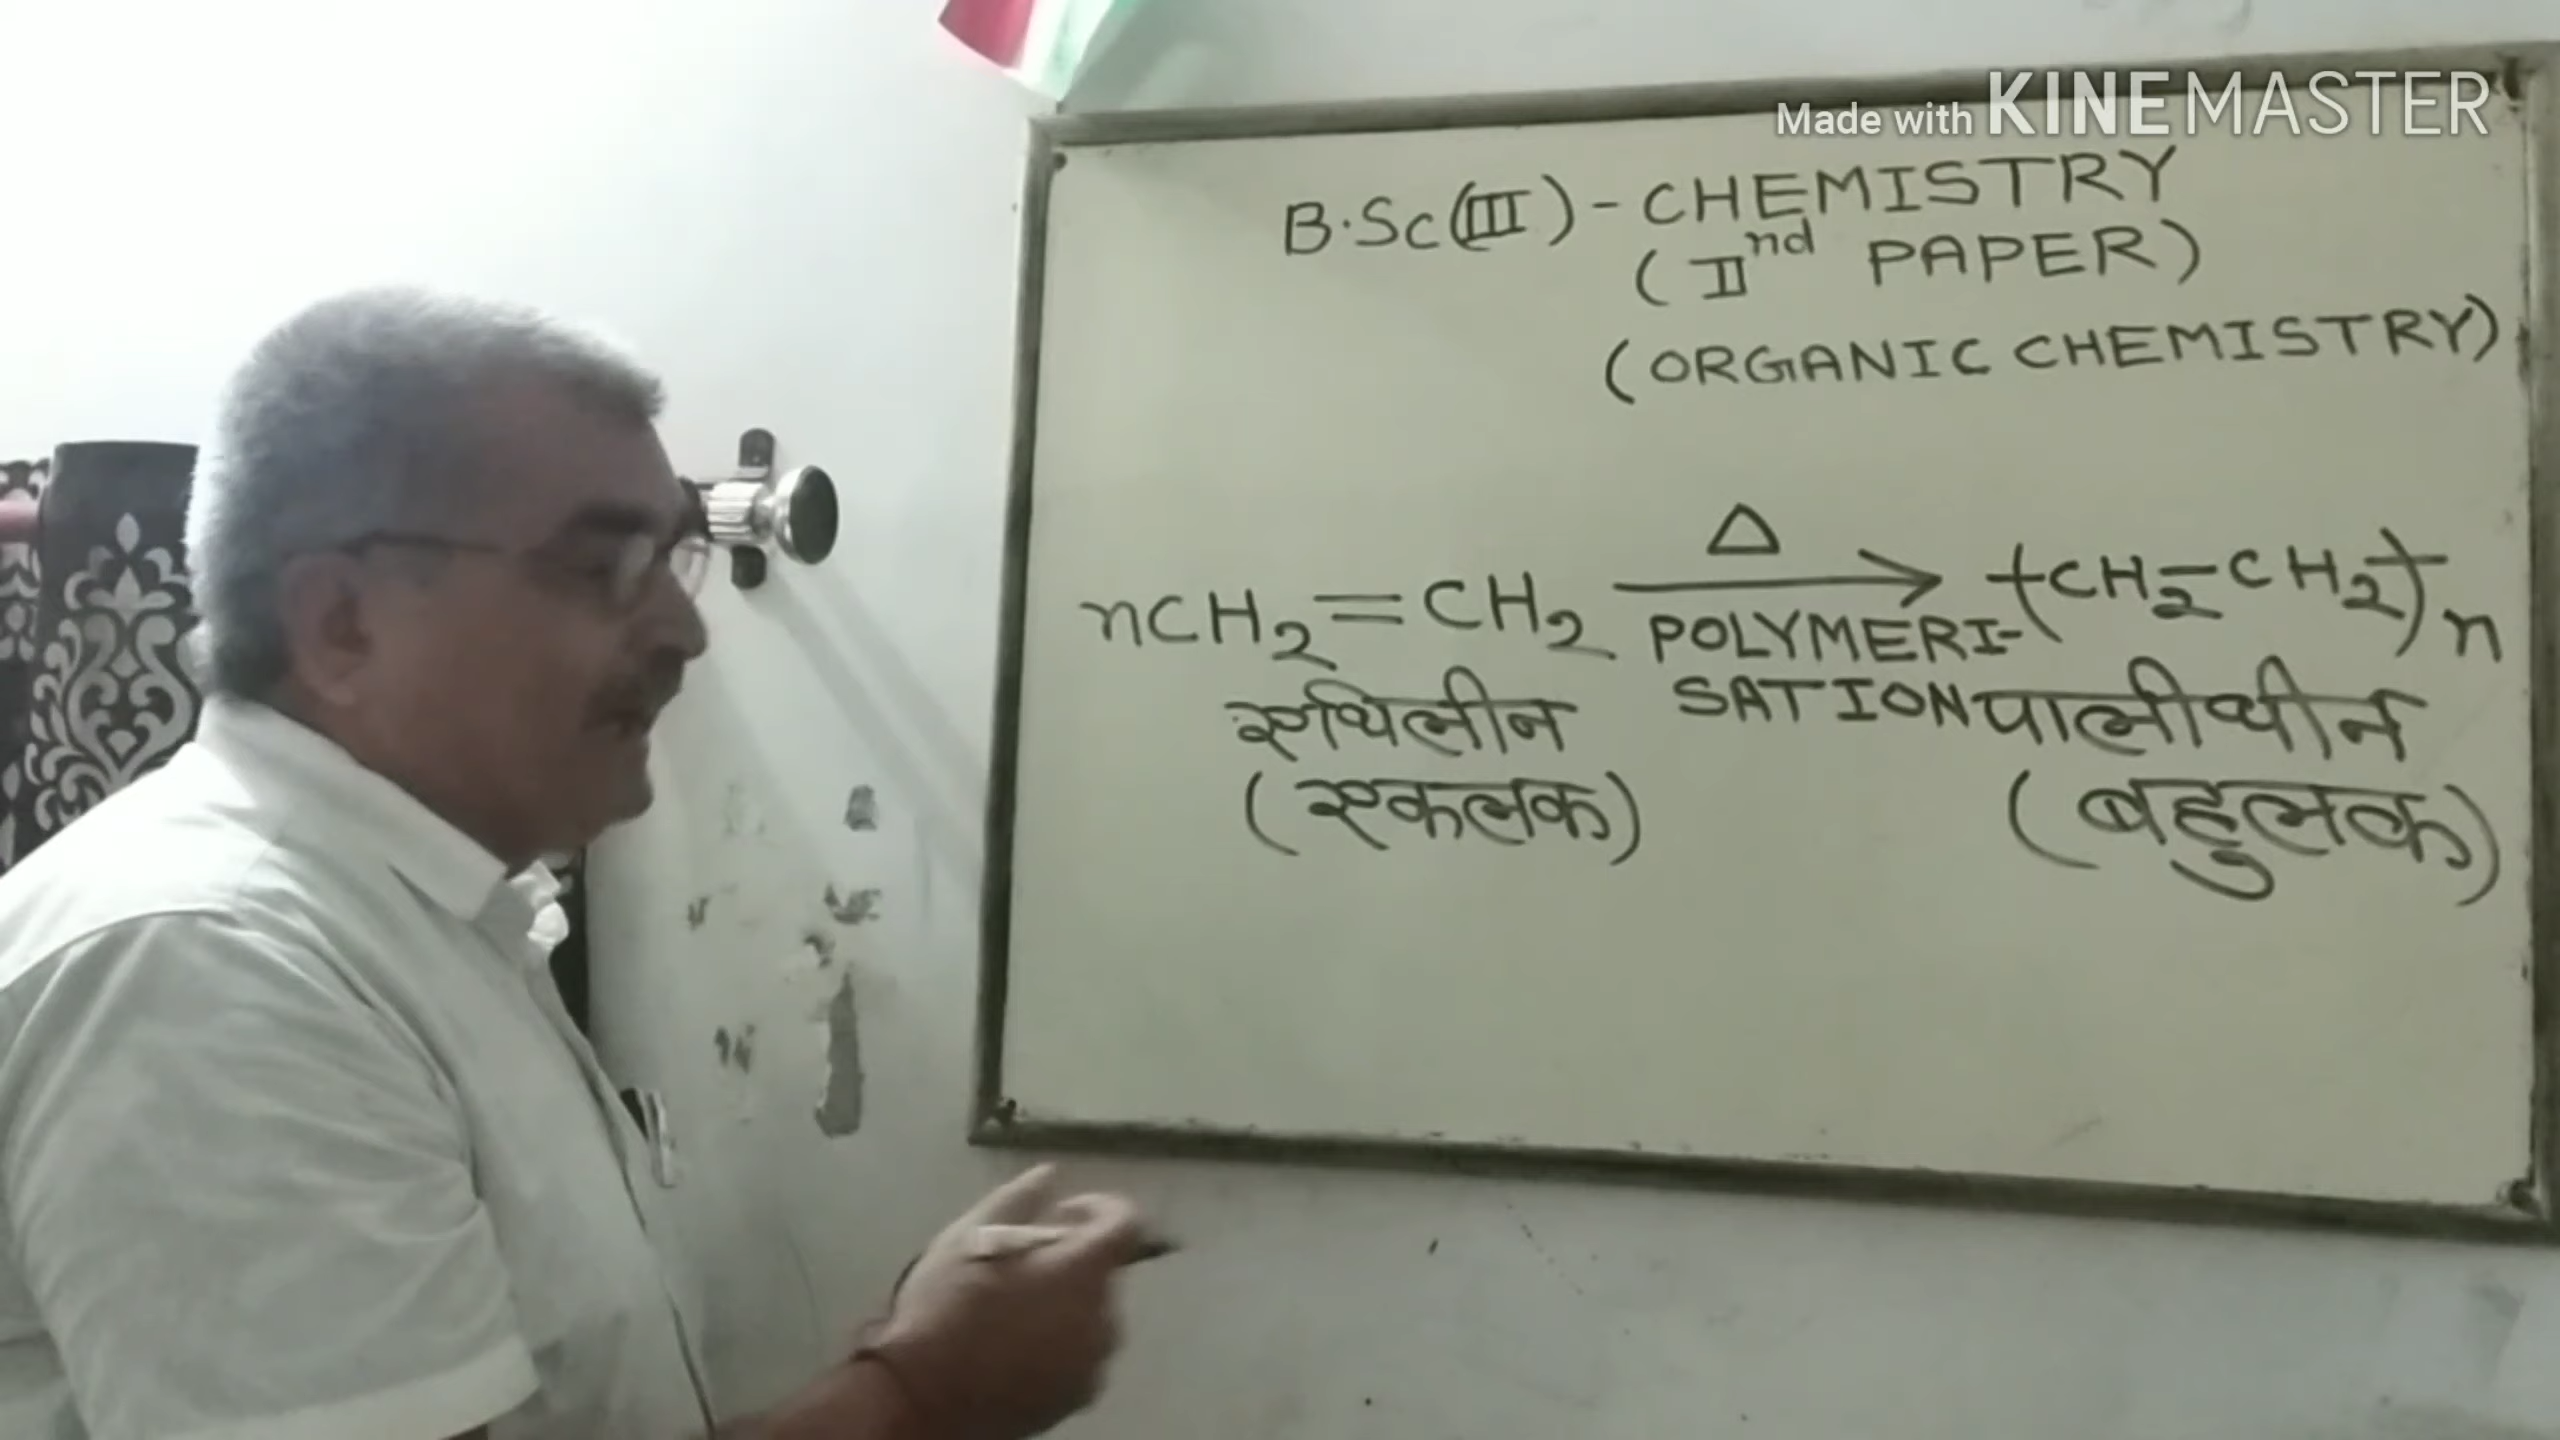 Made with KINEMASTER
B.Sc(III) - CHEMISTRY
(IInd PAPER)
(ORGANIC CHEMISTRY)
Δ
nCH2=CH2 → -(CH2-CH2-)n
POLYMERI-
SATION
एथिलीन पालीथीन
(एकलक) (बहुलक)